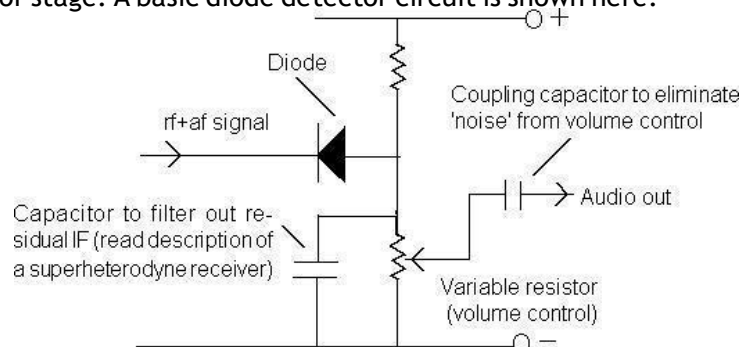 or stage. A basic diode detector circuit is shown here:
+
Diode
Coupling capacitor to eliminate
'noise' from volume control
rf+af signal
Audio out
Capacitor to filter out re-
sidual IF (read description of
a superheterodyne receiver)
Variable resistor
(volume control)
−